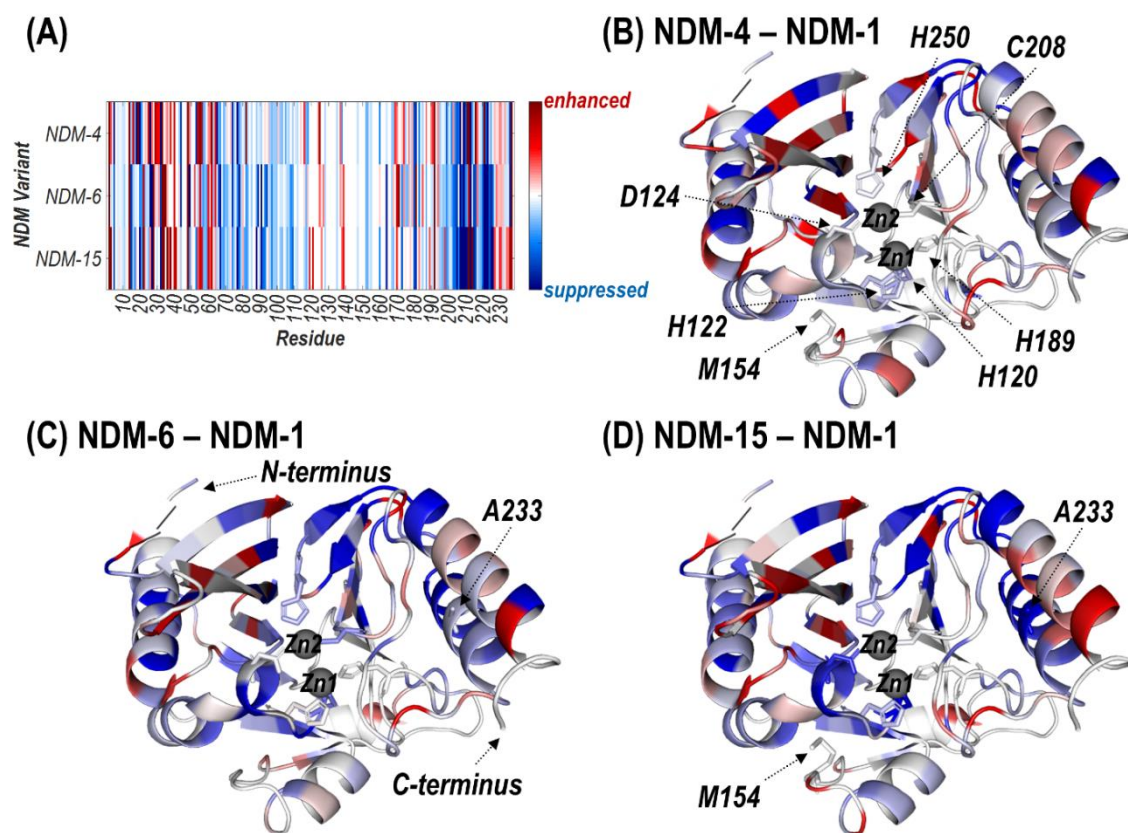 (A)
enhanced
NDM-4
NDM-6
NDM-15
NDM Variant
suppressed
10 20 30 40 50 60 70 80 90 100 110 120 130 140 150 160 170 180 190 200 210 220 230
Residue
(B) NDM-4 – NDM-1
H250
C208
D124
Zn2
Zn1
H122
M154
H189
H120
(C) NDM-6 – NDM-1
N-terminus
A233
Zn2
Zn1
C-terminus
(D) NDM-15 – NDM-1
A233
Zn2
Zn1
M154